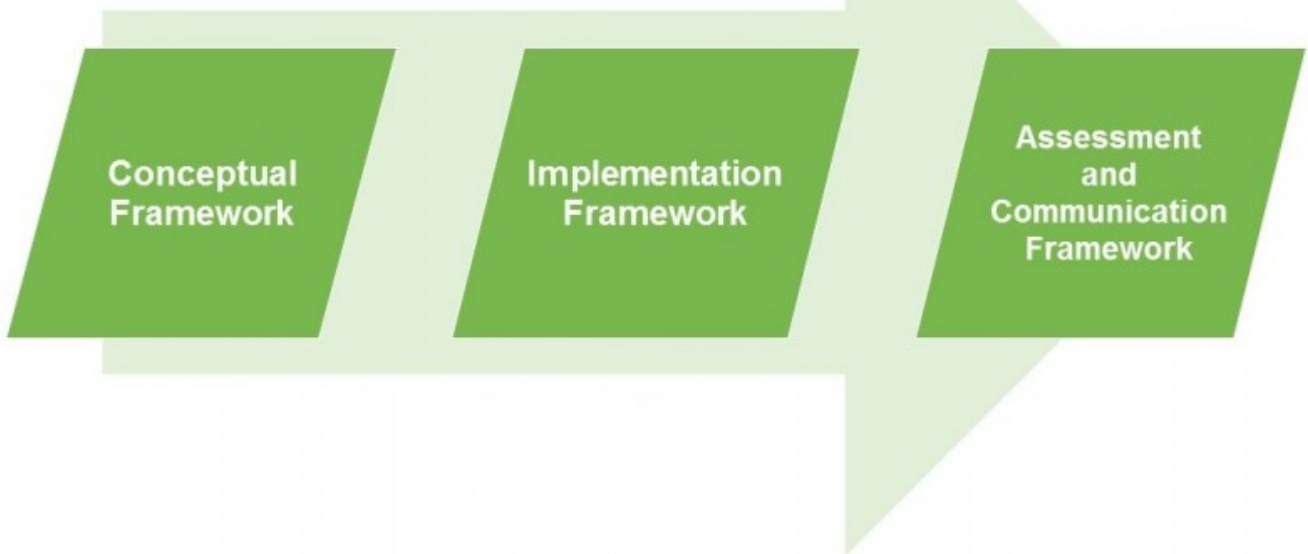 Conceptual
Framework
Implementation
Framework
Assessment
and
Communication
Framework